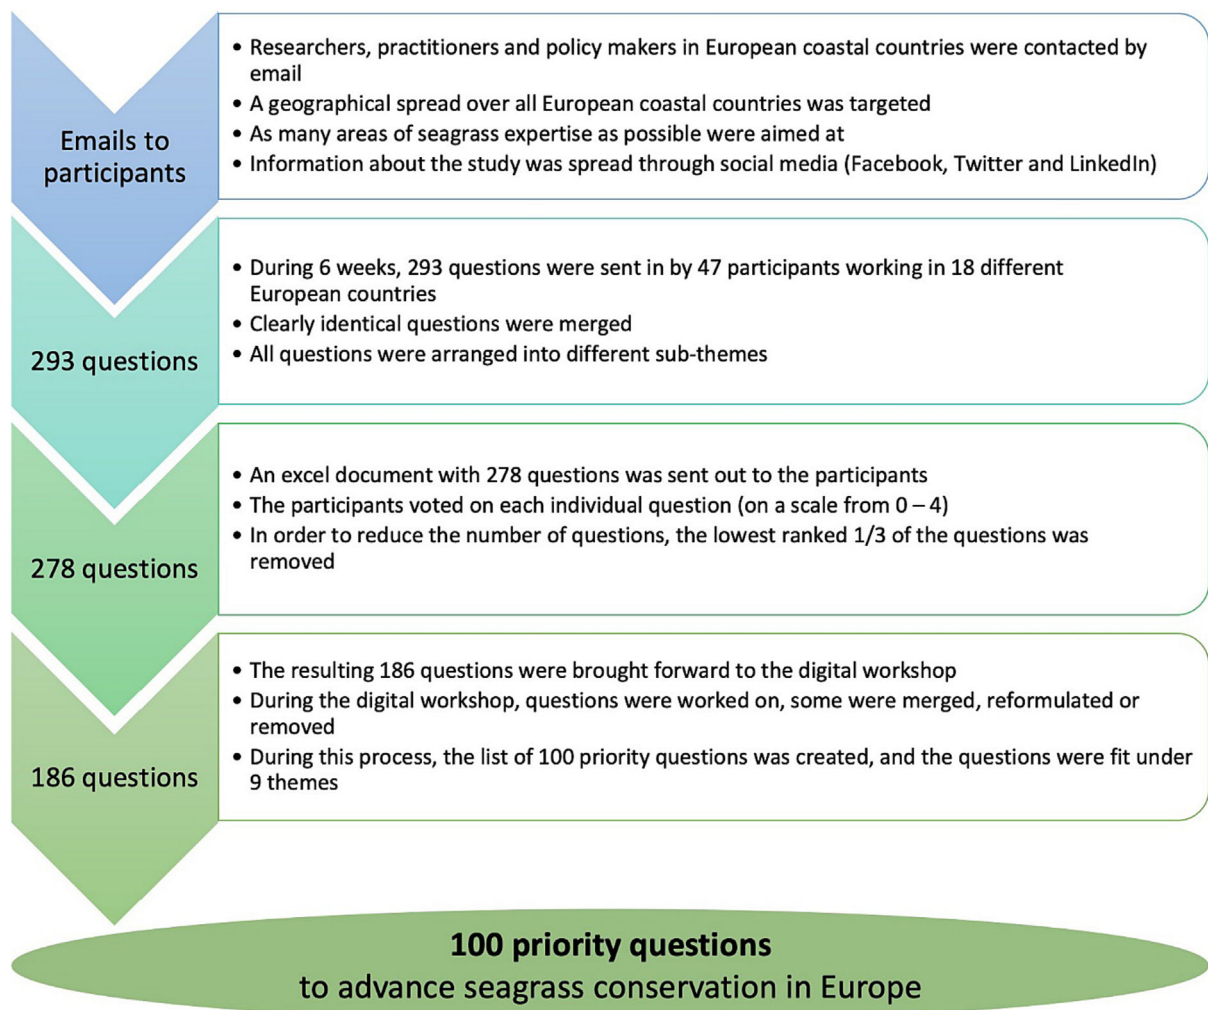 Emails to
participants
• Researchers, practitioners and policy makers in European coastal countries were contacted by
email
• A geographical spread over all European coastal countries was targeted
• As many areas of seagrass expertise as possible were aimed at
• Information about the study was spread through social media (Facebook, Twitter and LinkedIn)
293 questions
• During 6 weeks, 293 questions were sent in by 47 participants working in 18 different
European countries
• Clearly identical questions were merged
• All questions were arranged into different sub-themes
278 questions
• An excel document with 278 questions was sent out to the participants
• The participants voted on each individual question (on a scale from 0 – 4)
• In order to reduce the number of questions, the lowest ranked 1/3 of the questions was
removed
186 questions
• The resulting 186 questions were brought forward to the digital workshop
• During the digital workshop, questions were worked on, some were merged, reformulated or
removed
• During this process, the list of 100 priority questions was created, and the questions were fit under
9 themes
100 priority questions
to advance seagrass conservation in Europe